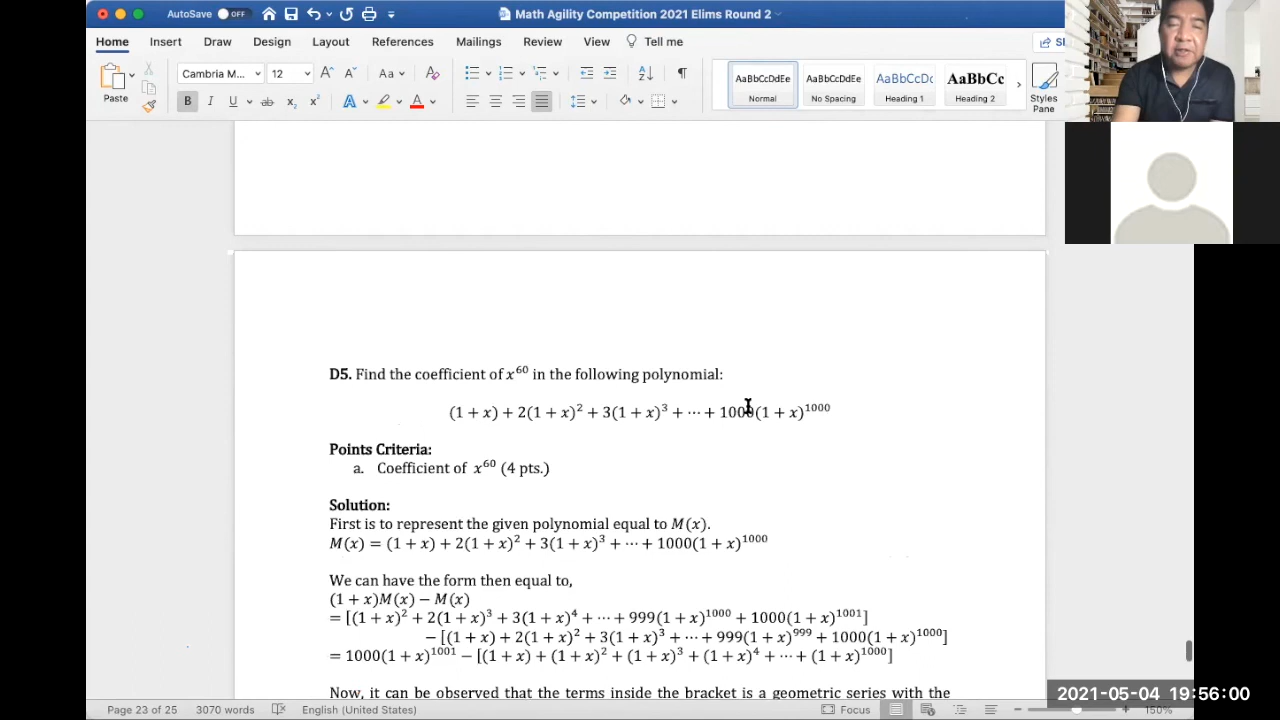 AutoSave OFF Math Agility Competition 2021 Elims Round 2
Home Insert Draw Design Layout References Mailings Review View Tell me
Paste Cambria M... 12 Aa A B I U ab x₂ x² A A
AaBbCcDdEe AaBbCcDdEe AaBbCcDc AaBbCc
Normal No Spacing Heading 1 Heading 2 Styles Pane
D5. Find the coefficient of x⁶⁰ in the following polynomial:
(1 + x) + 2(1 + x)² + 3(1 + x)³ + ⋯ + 1000(1 + x)¹⁰⁰⁰
Points Criteria:
a. Coefficient of x⁶⁰ (4 pts.)
Solution:
First is to represent the given polynomial equal to M(x).
M(x) = (1 + x) + 2(1 + x)² + 3(1 + x)³ + ⋯ + 1000(1 + x)¹⁰⁰⁰
We can have the form then equal to,
(1 + x)M(x) − M(x)
= [(1 + x)² + 2(1 + x)³ + 3(1 + x)⁴ + ⋯ + 999(1 + x)¹⁰⁰⁰ + 1000(1 + x)¹⁰⁰¹]
− [(1 + x) + 2(1 + x)² + 3(1 + x)³ + ⋯ + 999(1 + x)⁹⁹⁹ + 1000(1 + x)¹⁰⁰⁰]
= 1000(1 + x)¹⁰⁰¹ − [(1 + x) + (1 + x)² + (1 + x)³ + (1 + x)⁴ + ⋯ + (1 + x)¹⁰⁰⁰]
Now, it can be observed that the terms inside the bracket is a geometric series with the
2021-05-04 19:56:00
Page 23 of 25 3070 words English (United States) Focus 150%